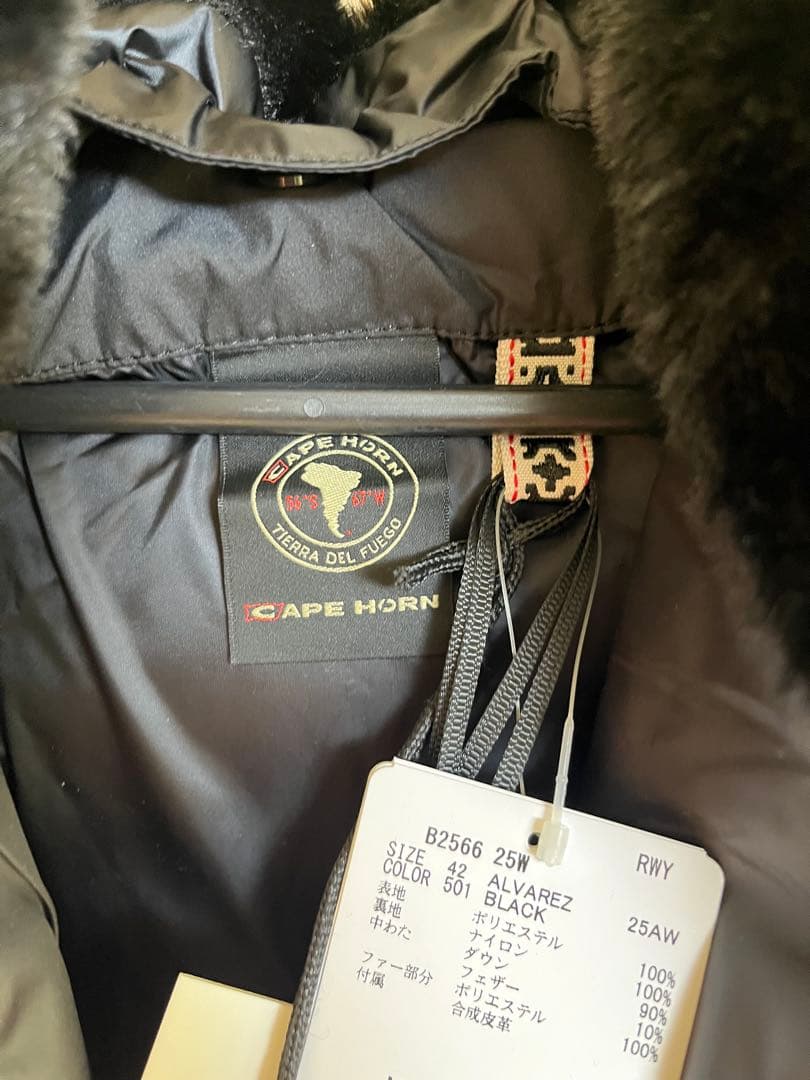 CAPE HORN
56°S 67°W
TIERRA DEL FUEGO
CAPE HORN
B2566 25W RWY
SIZE 42 ALVAREZ
COLOR 501 BLACK 25AW
表地 ポリエステル 100%
裏地 ナイロン 100%
中わた ダウン 90%
フェザー 10%
ファー部分 ポリエステル 100%
付属 合成皮革